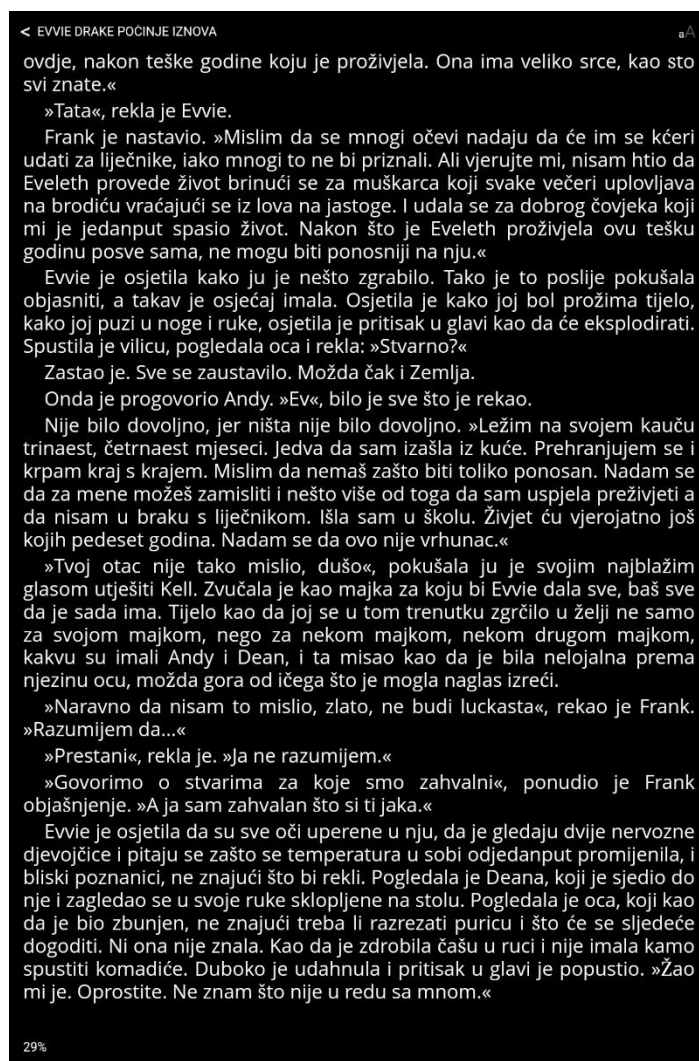 < EVVIE DRAKE POČINJE IZNOVA
aA
ovdje, nakon teške godine koju je proživjela. Ona ima veliko srce, kao što
svi znate.«
»Tata«, rekla je Evvie.
Frank je nastavio. »Mislim da se mnogi očevi nadaju da će im se kćeri
udati za liječnike, iako mnogi to ne bi priznali. Ali vjerujte mi, nisam htio da
Eveleth provede život brinući se za muškarca koji svake večeri uplovljava
na brodiću vraćajući se iz lova na jastoge. I udala se za dobrog čovjeka koji
mi je jedanput spasio život. Nakon što je Eveleth proživjela ovu tešku
godinu posve sama, ne mogu biti ponosniji na nju.«
Evvie je osjetila kako ju je nešto zgrabilo. Tako je to poslije pokušala
objasniti, a takav je osjećaj imala. Osjetila je kako joj bol prožima tijelo,
kako joj puzi u noge i ruke, osjetila je pritisak u glavi kao da će eksplodirati.
Spustila je vilicu, pogledala oca i rekla: »Stvarno?«
Zastao je. Sve se zaustavilo. Možda čak i Zemlja.
Onda je progovorio Andy. »Ev«, bilo je sve što je rekao.
Nije bilo dovoljno, jer ništa nije bilo dovoljno. »Ležim na svojem kauču
trinaest, četrnaest mjeseci. Jedva da sam izašla iz kuće. Prehranjujem se i
krpam kraj s krajem. Mislim da nemaš zašto biti toliko ponosan. Nadam se
da za mene možeš zamisliti i nešto više od toga da sam uspjela preživjeti a
da nisam u braku s liječnikom. Išla sam u školu. Živjet ću vjerojatno još
kojih pedeset godina. Nadam se da ovo nije vrhunac.«
»Tvoj otac nije tako mislio, dušo«, pokušala ju je svojim najblažim
glasom utješiti Kell. Zvučala je kao majka za koju bi Evvie dala sve, baš sve
da je sada ima. Tijelo kao da joj se u tom trenutku zgrčilo u želji ne samo
za svojom majkom, nego za nekom majkom, nekom drugom majkom,
kakvu su imali Andy i Dean, i ta misao kao da je bila nelojalna prema
njezinu ocu, možda gora od ičega što je mogla naglas izreći.
»Naravno da nisam to mislio, zlato, ne budi luckasta«, rekao je Frank.
»Razumijem da...«
»Prestani«, rekla je. »Ja ne razumijem.«
»Govorimo o stvarima za koje smo zahvalni«, ponudio je Frank
objašnjenje. »A ja sam zahvalan što si ti jaka.«
Evvie je osjetila da su sve oči uperene u nju, da je gledaju dvije nervozne
djevojčice i pitaju se zašto se temperatura u sobi odjedanput promijenila, i
bliski poznanici, ne znajući što bi rekli. Pogledala je Deana, koji je sjedio do
nje i zagledao se u svoje ruke sklopljene na stolu. Pogledala je oca, koji kao
da je bio zbunjen, ne znajući treba li razrezati puricu i što će se sljedeće
dogoditi. Ni ona nije znala. Kao da je zdrobila čašu u ruci i nije imala kamo
spustiti komadiće. Duboko je udahnula i pritisak u glavi je popustio. »Žao
mi je. Oprostite. Ne znam što nije u redu sa mnom.«
29%